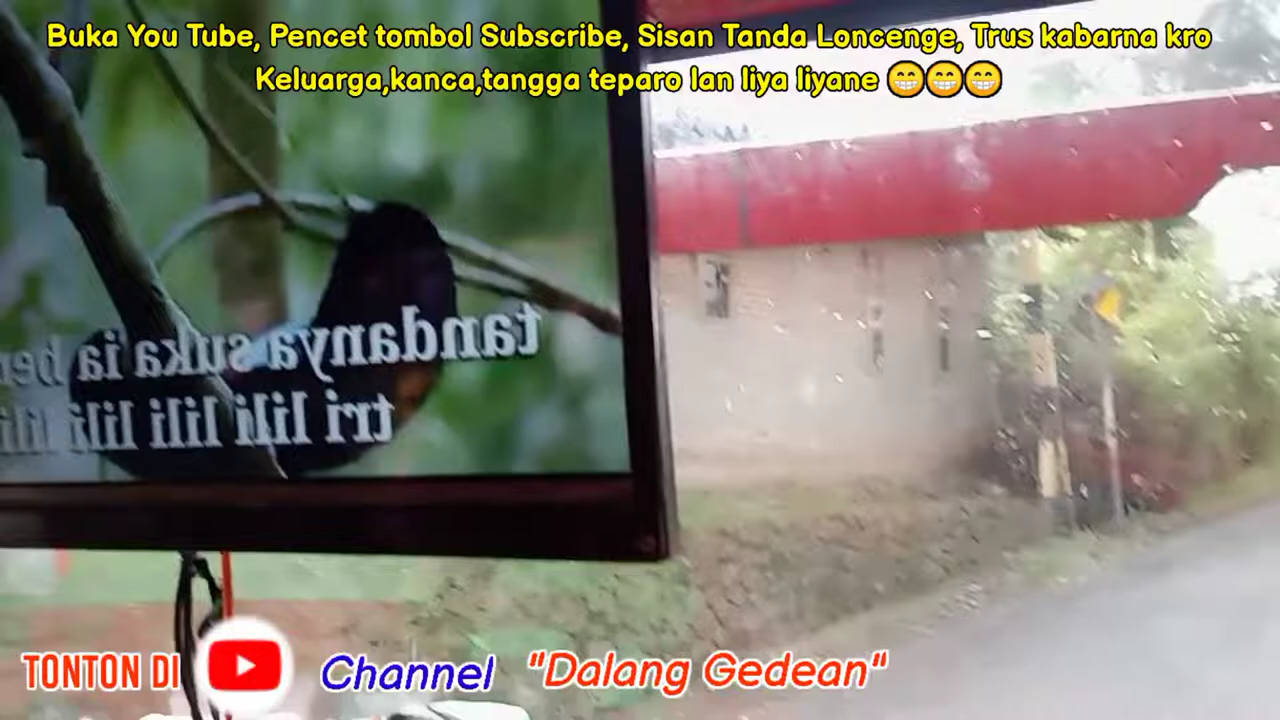 Buka You Tube, Pencet tombol Subscribe, Sisan Tanda Loncenge, Trus kabarna kro
Keluarga,kanca,tangga teparo lan liya liyane 😁😁😁
tandanya suka ia ber
tri lili lili lili lili
TONTON DI Channel "Dalang Gedean"